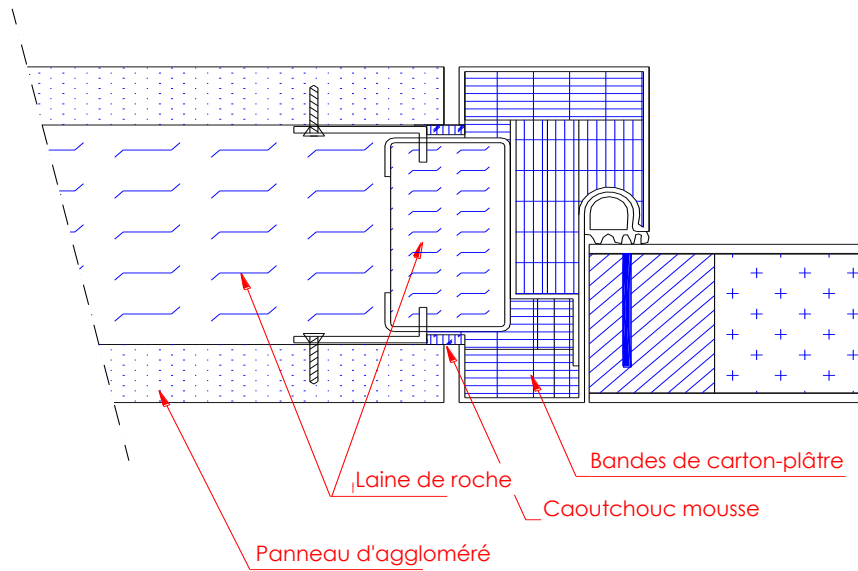 Bandes de carton-plâtre
Laine de roche
Caoutchouc mousse
Panneau d'aggloméré